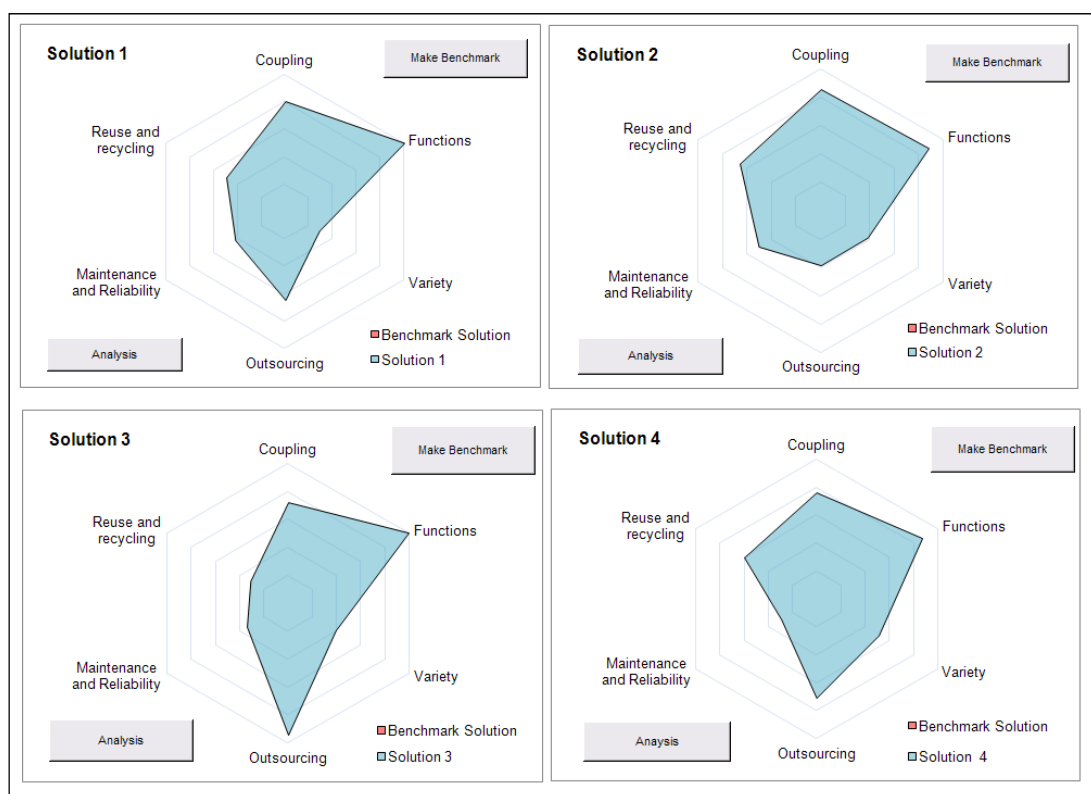 Solution 1
Make Benchmark
Coupling
Reuse and
recycling
Functions
Maintenance
and Reliability
Variety
Benchmark Solution
Analysis
Solution 1
Outsourcing
Solution 2
Make Benchmark
Coupling
Reuse and
recycling
Functions
Maintenance
and Reliability
Variety
Benchmark Solution
Analysis
Solution 2
Outsourcing
Solution 3
Make Benchmark
Coupling
Reuse and
recycling
Functions
Maintenance
and Reliability
Variety
Benchmark Solution
Analysis
Solution 3
Outsourcing
Solution 4
Make Benchmark
Coupling
Reuse and
recycling
Functions
Maintenance
and Reliability
Variety
Benchmark Solution
Anaysis
Solution 4
Outsourcing